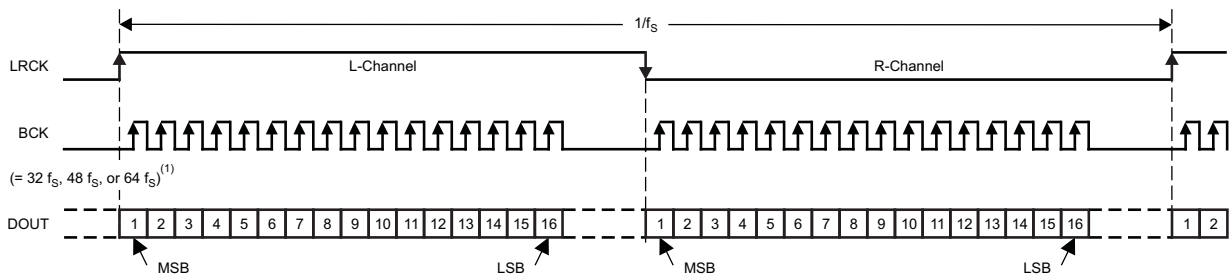 1/fS
LRCK L-Channel R-Channel
BCK
(= 32 fS, 48 fS, or 64 fS)(1)
DOUT 1 2 3 4 5 6 7 8 9 10 11 12 13 14 15 16 1 2 3 4 5 6 7 8 9 10 11 12 13 14 15 16 1 2
MSB LSB MSB LSB